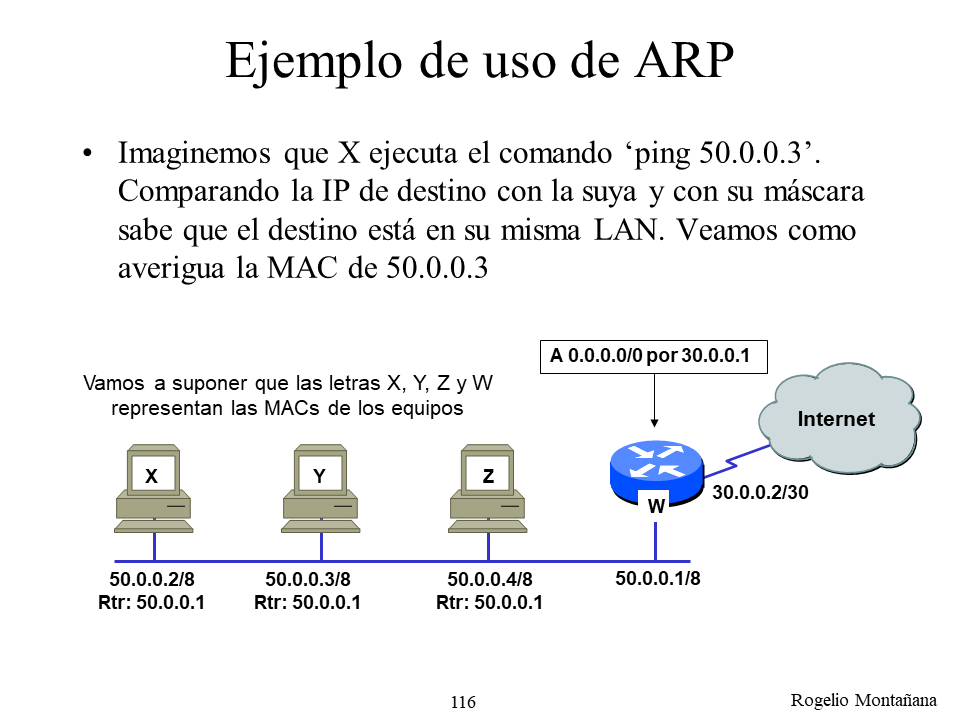 Ejemplo de uso de ARP
• Imaginemos que X ejecuta el comando ‘ping 50.0.0.3’.
Comparando la IP de destino con la suya y con su máscara
sabe que el destino está en su misma LAN. Veamos como
averigua la MAC de 50.0.0.3
A 0.0.0.0/0 por 30.0.0.1
Vamos a suponer que las letras X, Y, Z y W
representan las MACs de los equipos
Internet
X
Y
Z
W
30.0.0.2/30
50.0.0.2/8
Rtr: 50.0.0.1
50.0.0.3/8
Rtr: 50.0.0.1
50.0.0.4/8
Rtr: 50.0.0.1
50.0.0.1/8
116
Rogelio Montañana